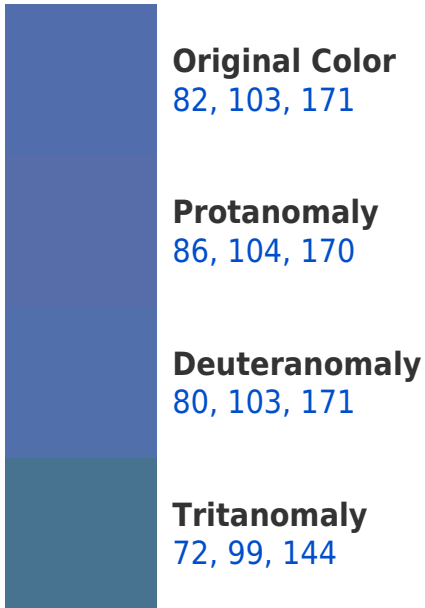 Original Color
82, 103, 171
Protanomaly
86, 104, 170
Deuteranomaly
80, 103, 171
Tritanomaly
72, 99, 144